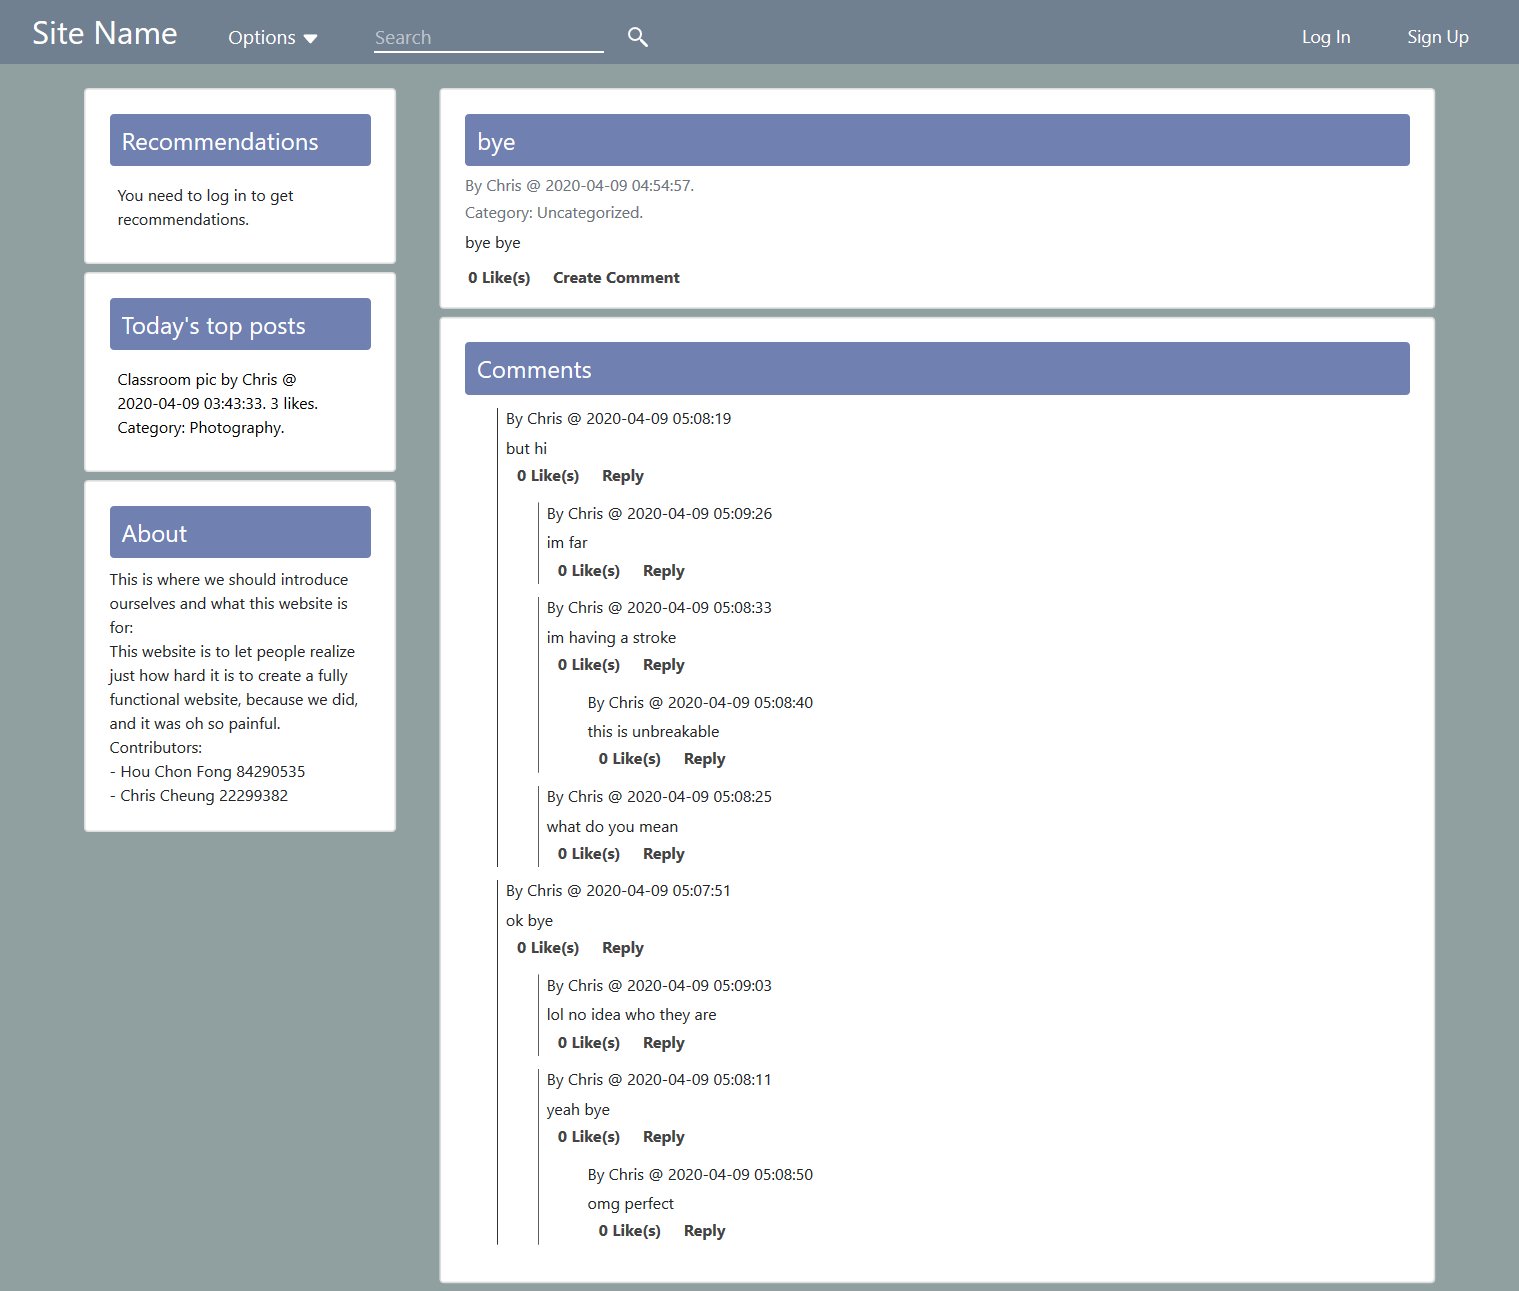 Site Name
Options
Search
Log In
Sign Up
Recommendations
You need to log in to get
recommendations.
Today's top posts
Classroom pic by Chris @
2020-04-09 03:43:33. 3 likes.
Category: Photography.
About
This is where we should introduce
ourselves and what this website is
for:
This website is to let people realize
just how hard it is to create a fully
functional website, because we did,
and it was oh so painful.
Contributors:
- Hou Chon Fong 84290535
- Chris Cheung 22299382
bye
By Chris @ 2020-04-09 04:54:57.
Category: Uncategorized.
bye bye
0 Like(s) Create Comment
Comments
By Chris @ 2020-04-09 05:08:19
but hi
0 Like(s) Reply
By Chris @ 2020-04-09 05:09:26
im far
0 Like(s) Reply
By Chris @ 2020-04-09 05:08:33
im having a stroke
0 Like(s) Reply
By Chris @ 2020-04-09 05:08:40
this is unbreakable
0 Like(s) Reply
By Chris @ 2020-04-09 05:08:25
what do you mean
0 Like(s) Reply
By Chris @ 2020-04-09 05:07:51
ok bye
0 Like(s) Reply
By Chris @ 2020-04-09 05:09:03
lol no idea who they are
0 Like(s) Reply
By Chris @ 2020-04-09 05:08:11
yeah bye
0 Like(s) Reply
By Chris @ 2020-04-09 05:08:50
omg perfect
0 Like(s) Reply